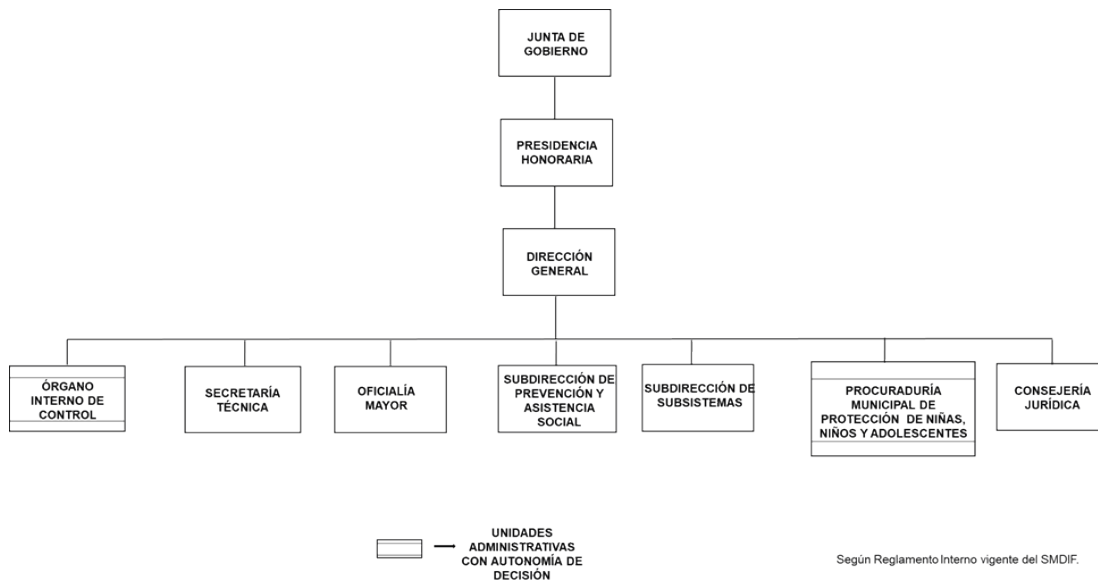 JUNTA DE
GOBIERNO
PRESIDENCIA
HONORARIA
DIRECCIÓN
GENERAL
ÓRGANO
INTERNO DE
CONTROL
SECRETARÍA
TÉCNICA
OFICIALÍA
MAYOR
SUBDIRECCIÓN DE
PREVENCIÓN Y
ASISTENCIA
SOCIAL
SUBDIRECCIÓN DE
SUBSISTEMAS
PROCURADURÍA
MUNICIPAL DE
PROTECCIÓN DE NIÑAS,
NIÑOS Y ADOLESCENTES
CONSEJERÍA
JURÍDICA
UNIDADES
ADMINISTRATIVAS
CON AUTONOMÍA DE
DECISIÓN
Según Reglamento Interno vigente del SMDIF.